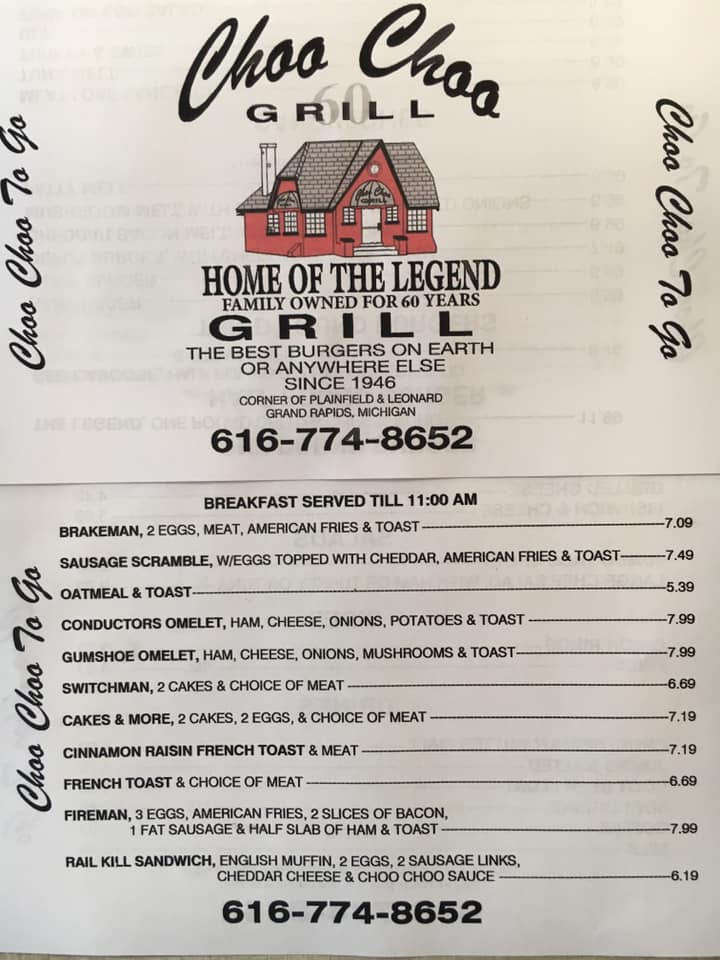 Choo Choo
60
GRILL
Choo Choo To Go
Choo Choo To Go
HOME OF THE LEGEND
FAMILY OWNED FOR 60 YEARS
GRILL
THE BEST BURGERS ON EARTH
OR ANYWHERE ELSE
SINCE 1946
CORNER OF PLAINFIELD & LEONARD
GRAND RAPIDS, MICHIGAN
616-774-8652
Choo Choo To Go
BREAKFAST SERVED TILL 11:00 AM
BRAKEMAN, 2 EGGS, MEAT, AMERICAN FRIES & TOAST 7.09
SAUSAGE SCRAMBLE, W/EGGS TOPPED WITH CHEDDAR, AMERICAN FRIES & TOAST 7.49
OATMEAL & TOAST 5.39
CONDUCTORS OMELET, HAM, CHEESE, ONIONS, POTATOES & TOAST 7.99
GUMSHOE OMELET, HAM, CHEESE, ONIONS, MUSHROOMS & TOAST 7.99
SWITCHMAN, 2 CAKES & CHOICE OF MEAT 6.69
CAKES & MORE, 2 CAKES, 2 EGGS, & CHOICE OF MEAT 7.19
CINNAMON RAISIN FRENCH TOAST & MEAT 7.19
FRENCH TOAST & CHOICE OF MEAT 6.69
FIREMAN, 3 EGGS, AMERICAN FRIES, 2 SLICES OF BACON,
1 FAT SAUSAGE & HALF SLAB OF HAM & TOAST 7.99
RAIL KILL SANDWICH, ENGLISH MUFFIN, 2 EGGS, 2 SAUSAGE LINKS,
CHEDDAR CHEESE & CHOO CHOO SAUCE 6.19
616-774-8652